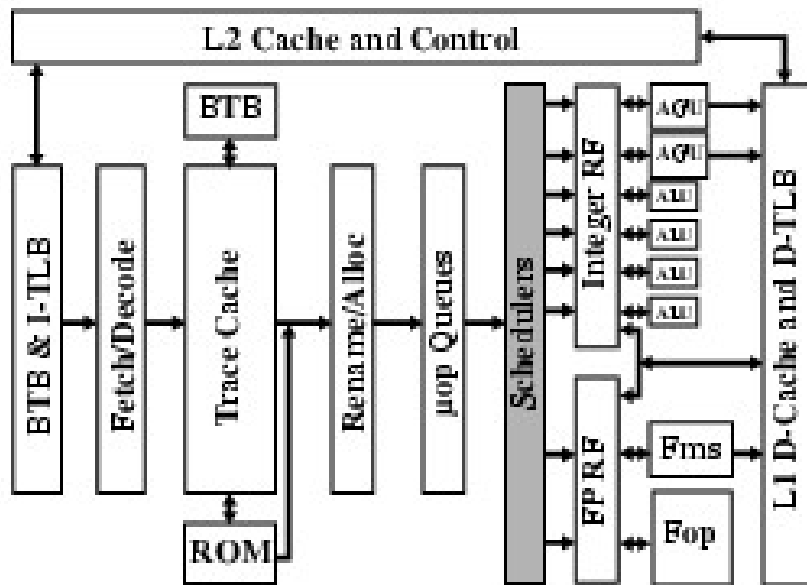 L2 Cache and Control
BTB
BTB & I-TLB
Fetch/Decode
Trace Cache
ROM
Rename/Alloc
µop Queues
Schedulers
Integer RF
FP RF
AGU
AGU
ALU
ALU
ALU
ALU
Fms
Fop
L1 D-Cache and D-TLB